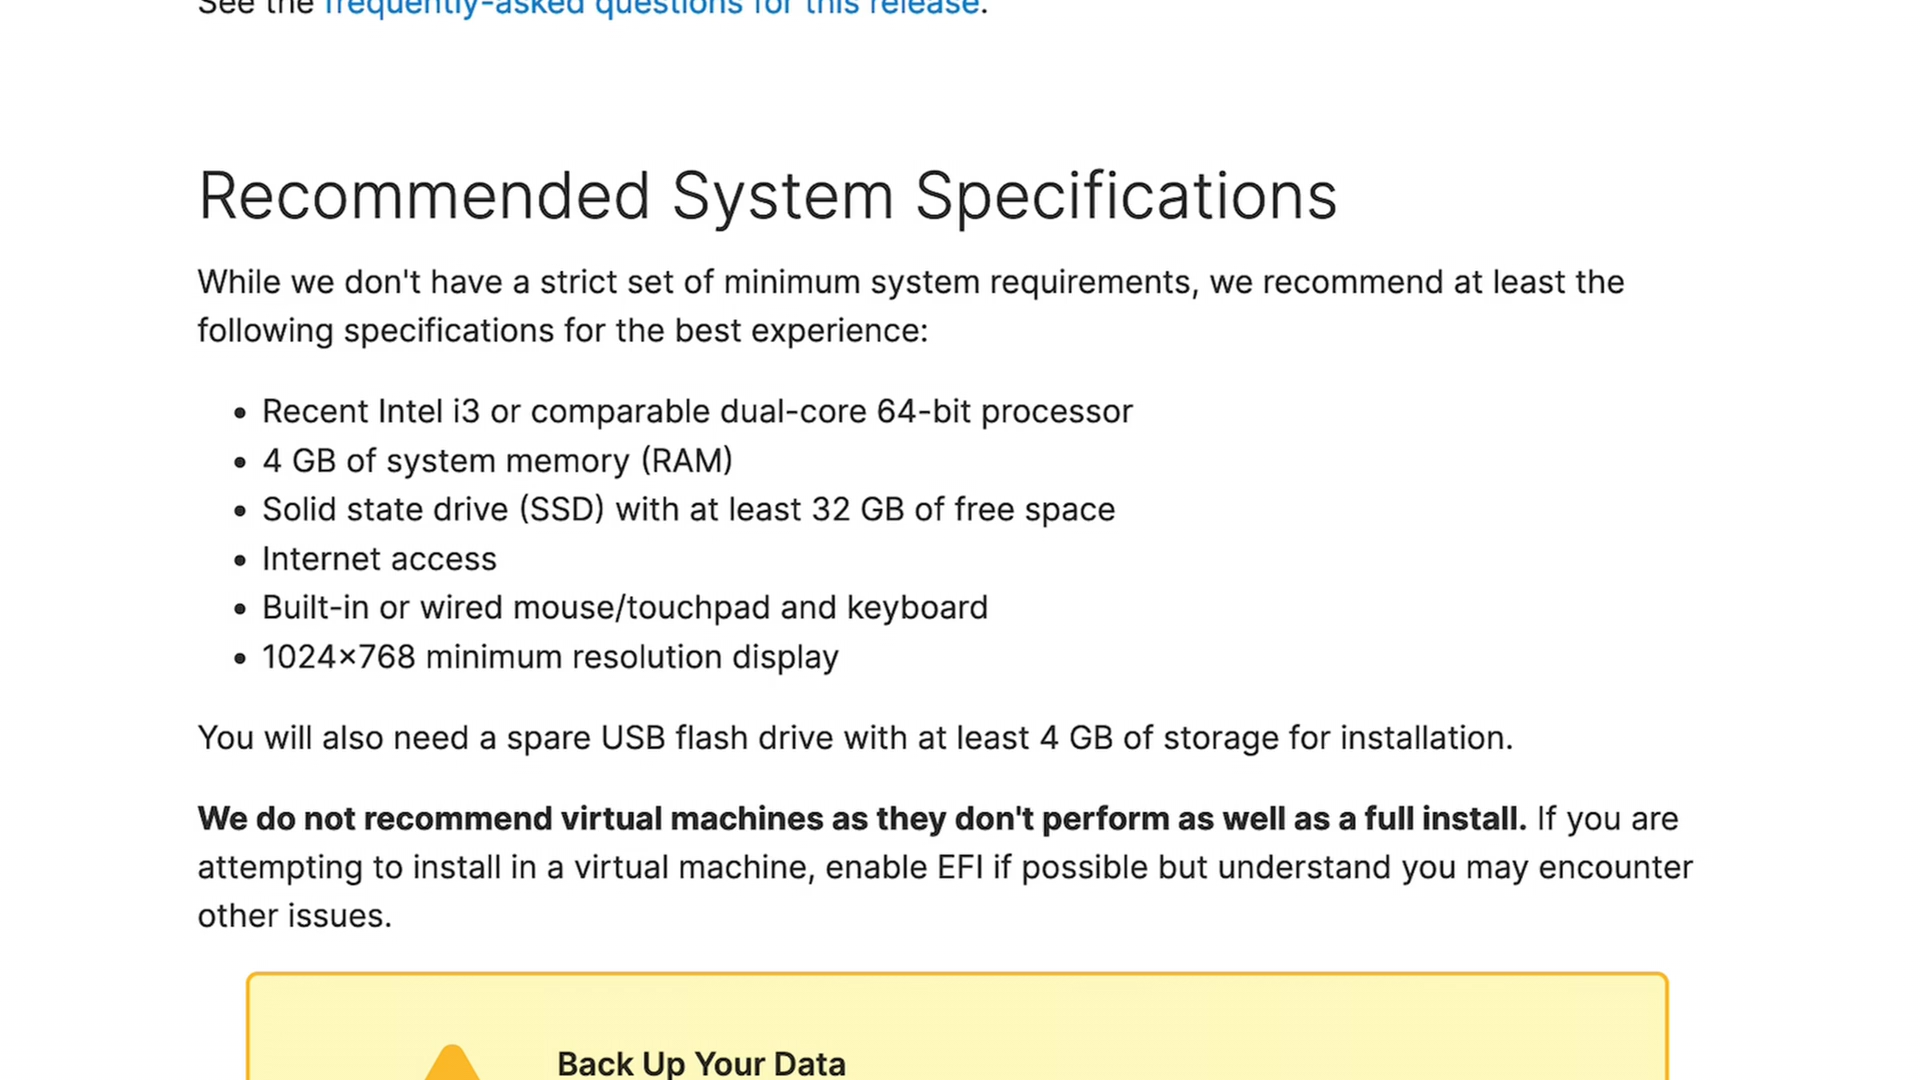 See the frequently-asked questions for this release.
Recommended System Specifications
While we don't have a strict set of minimum system requirements, we recommend at least the
following specifications for the best experience:
• Recent Intel i3 or comparable dual-core 64-bit processor
• 4 GB of system memory (RAM)
• Solid state drive (SSD) with at least 32 GB of free space
• Internet access
• Built-in or wired mouse/touchpad and keyboard
• 1024×768 minimum resolution display
You will also need a spare USB flash drive with at least 4 GB of storage for installation.
We do not recommend virtual machines as they don't perform as well as a full install. If you are
attempting to install in a virtual machine, enable EFI if possible but understand you may encounter
other issues.
Back Up Your Data